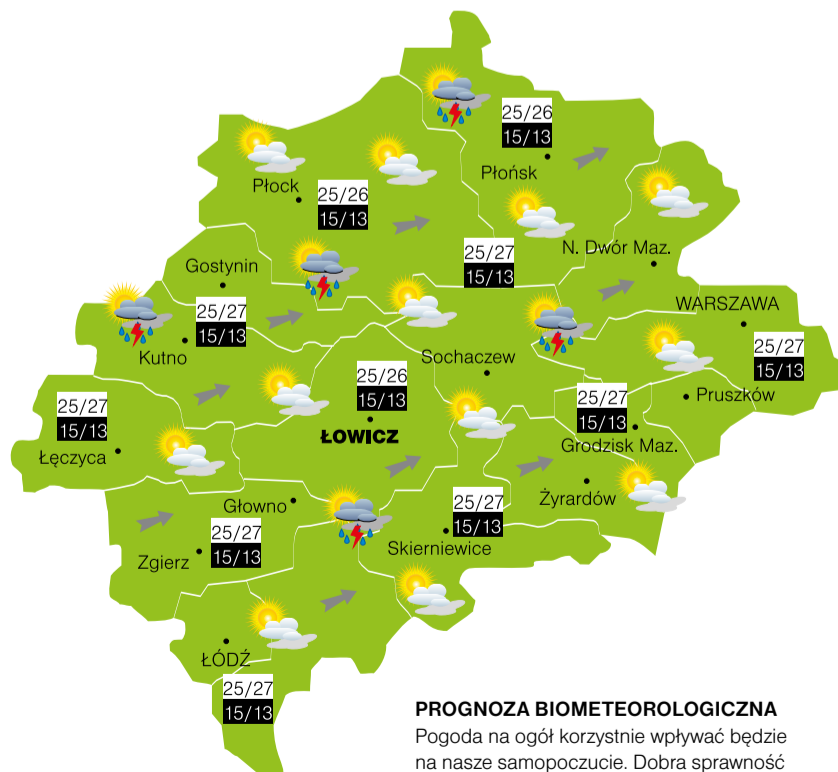 25/26
15/13
Płońsk
Płock
25/26
15/13
25/27
15/13
N. Dwór Maz.
Gostynin
25/27
15/13
Kutno
WARSZAWA
25/27
15/13
Sochaczew
25/26
15/13
ŁOWICZ
Pruszków
25/27
15/13
Grodzisk Maz.
25/27
15/13
Łęczyca
Żyrardów
Głowno
25/27
15/13
Skierniewice
25/27
15/13
Zgierz
ŁÓDŹ
25/27
15/13
PROGNOZA BIOMETEOROLOGICZNA
Pogoda na ogół korzystnie wpływać będzie
na nasze samopoczucie. Dobra sprawność